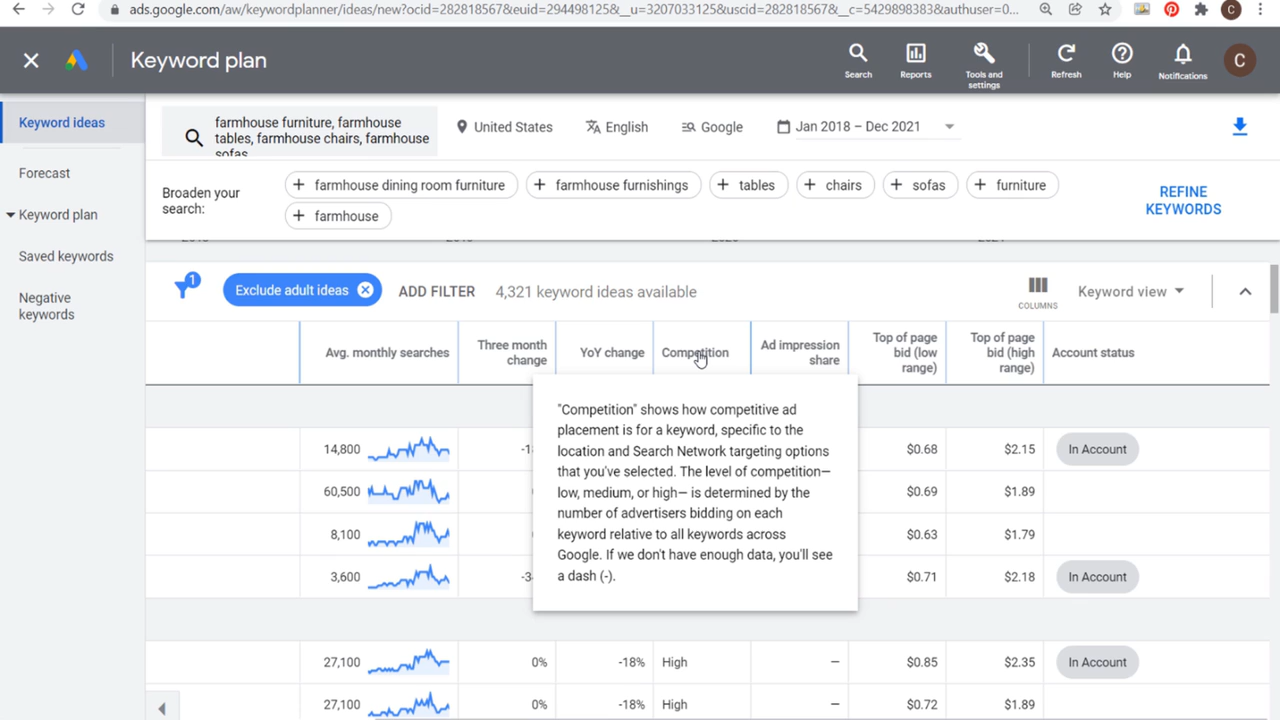 ads.google.com/aw/keywordplanner/ideas/new?ocid=282818567&euid=294498125&__u=3207033125&uscid=282818567&__c=5429898383&authuser=0...
C
Keyword plan
Search
Reports
Tools and
settings
Refresh
Help
Notifications
C
Keyword ideas
Forecast
Keyword plan
Saved keywords
Negative
keywords
farmhouse furniture, farmhouse
tables, farmhouse chairs, farmhouse
sofas
United States
English
Google
Jan 2018 – Dec 2021
Broaden your
search:
+ farmhouse dining room furniture
+ farmhouse furnishings
+ tables
+ chairs
+ sofas
+ furniture
+ farmhouse
REFINE
KEYWORDS
1
Exclude adult ideas
ADD FILTER
4,321 keyword ideas available
COLUMNS
Keyword view
Avg. monthly searches
Three month
change
YoY change
Competition
Ad impression
share
Top of page
bid (low
range)
Top of page
bid (high
range)
Account status
"Competition" shows how competitive ad
placement is for a keyword, specific to the
location and Search Network targeting options
that you've selected. The level of competition—
low, medium, or high— is determined by the
number of advertisers bidding on each
keyword relative to all keywords across
Google. If we don't have enough data, you'll see
a dash (-).
14,800 $0.68 $2.15 In Account
60,500 $0.69 $1.89
8,100 $0.63 $1.79
3,600 $0.71 $2.18 In Account
27,100 0% -18% High – $0.85 $2.35 In Account
27,100 0% -18% High – $0.72 $1.89